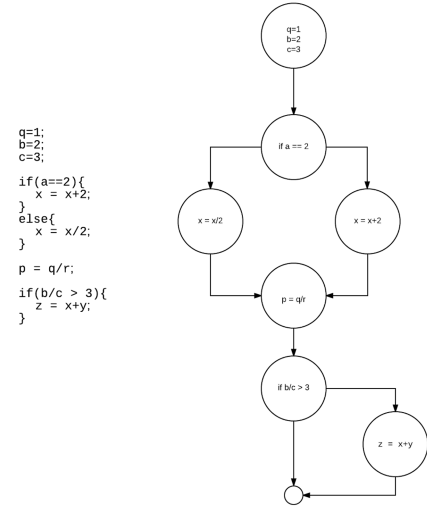 q=1;
b=2;
c=3;
if(a==2){
x = x+2;
}
else{
x = x/2;
}
p = q/r;
if(b/c > 3){
z = x+y;
}
q=1
b=2
c=3
if a == 2
x = x/2
x = x+2
p = q/r
if b/c > 3
z = x+y